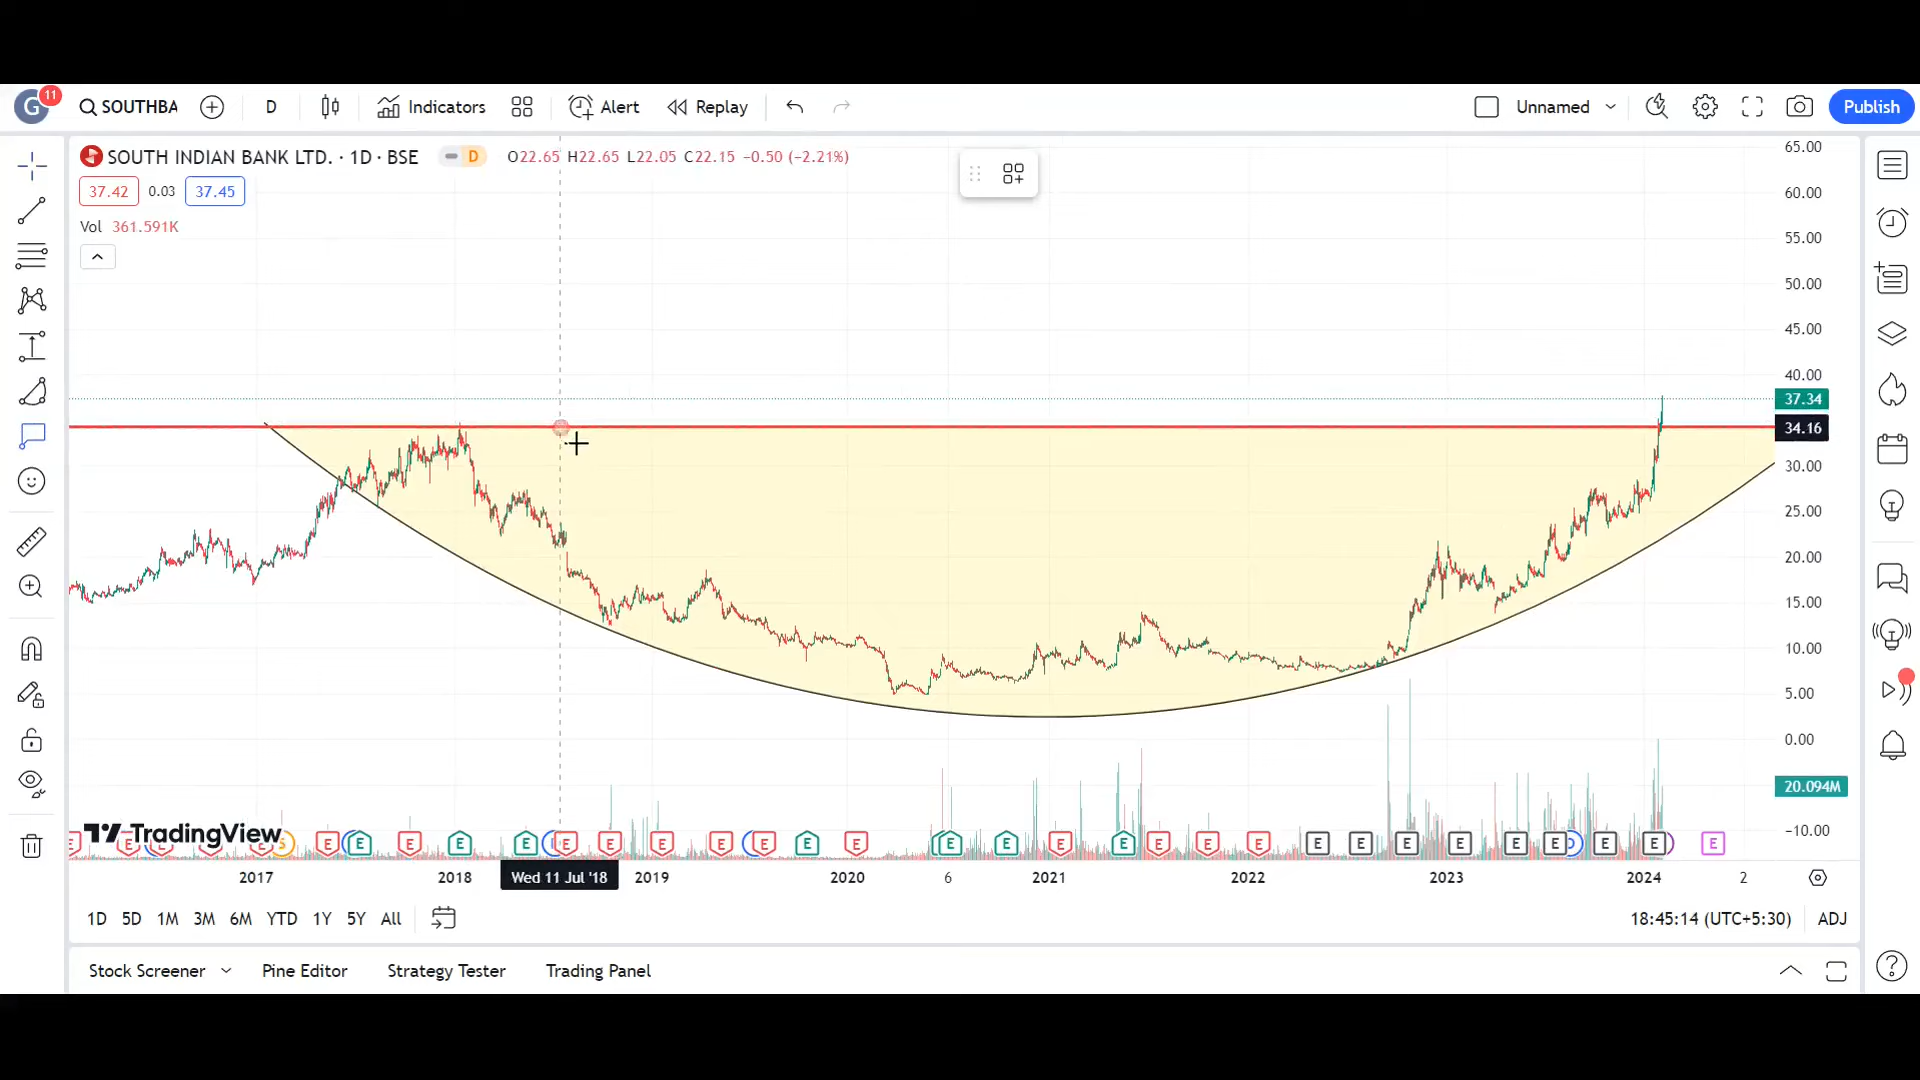 G 11 SOUTHBA D Indicators Alert Replay Unnamed Publish
SOUTH INDIAN BANK LTD. · 1D · BSE D O22.65 H22.65 L22.05 C22.15 −0.50 (−2.21%)
37.42 0.03 37.45
Vol 361.591K
65.00
60.00
55.00
50.00
45.00
40.00
37.34
34.16
30.00
25.00
20.00
15.00
10.00
5.00
0.00
20.094M
−10.00
TradingView
E E E E E E E E E E E E E E E E E E E E E E E E E E E E
2017 2018 Wed 11 Jul '18 2019 2020 6 2021 2022 2023 2024 2
1D 5D 1M 3M 6M YTD 1Y 5Y All 18:45:14 (UTC+5:30) ADJ
Stock Screener Pine Editor Strategy Tester Trading Panel